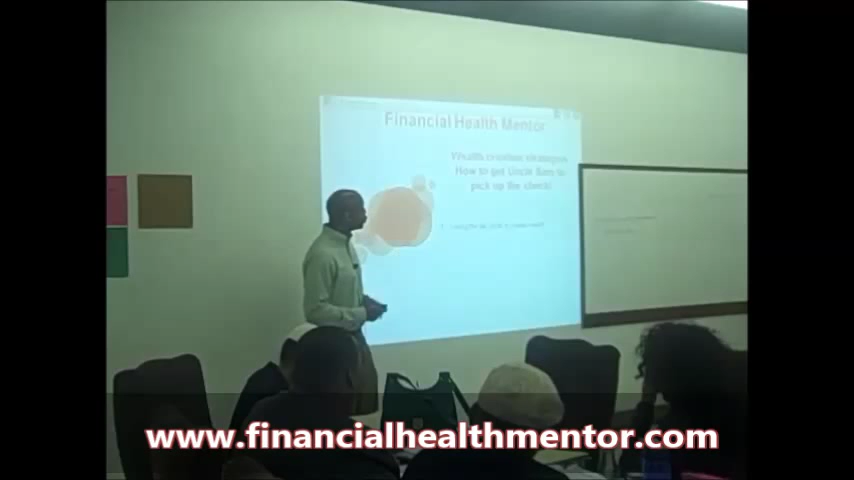 Financial Health Mentor
Wealth creation strategies
How to get Uncle Sam to
pick up the check!
www.financialhealthmentor.com